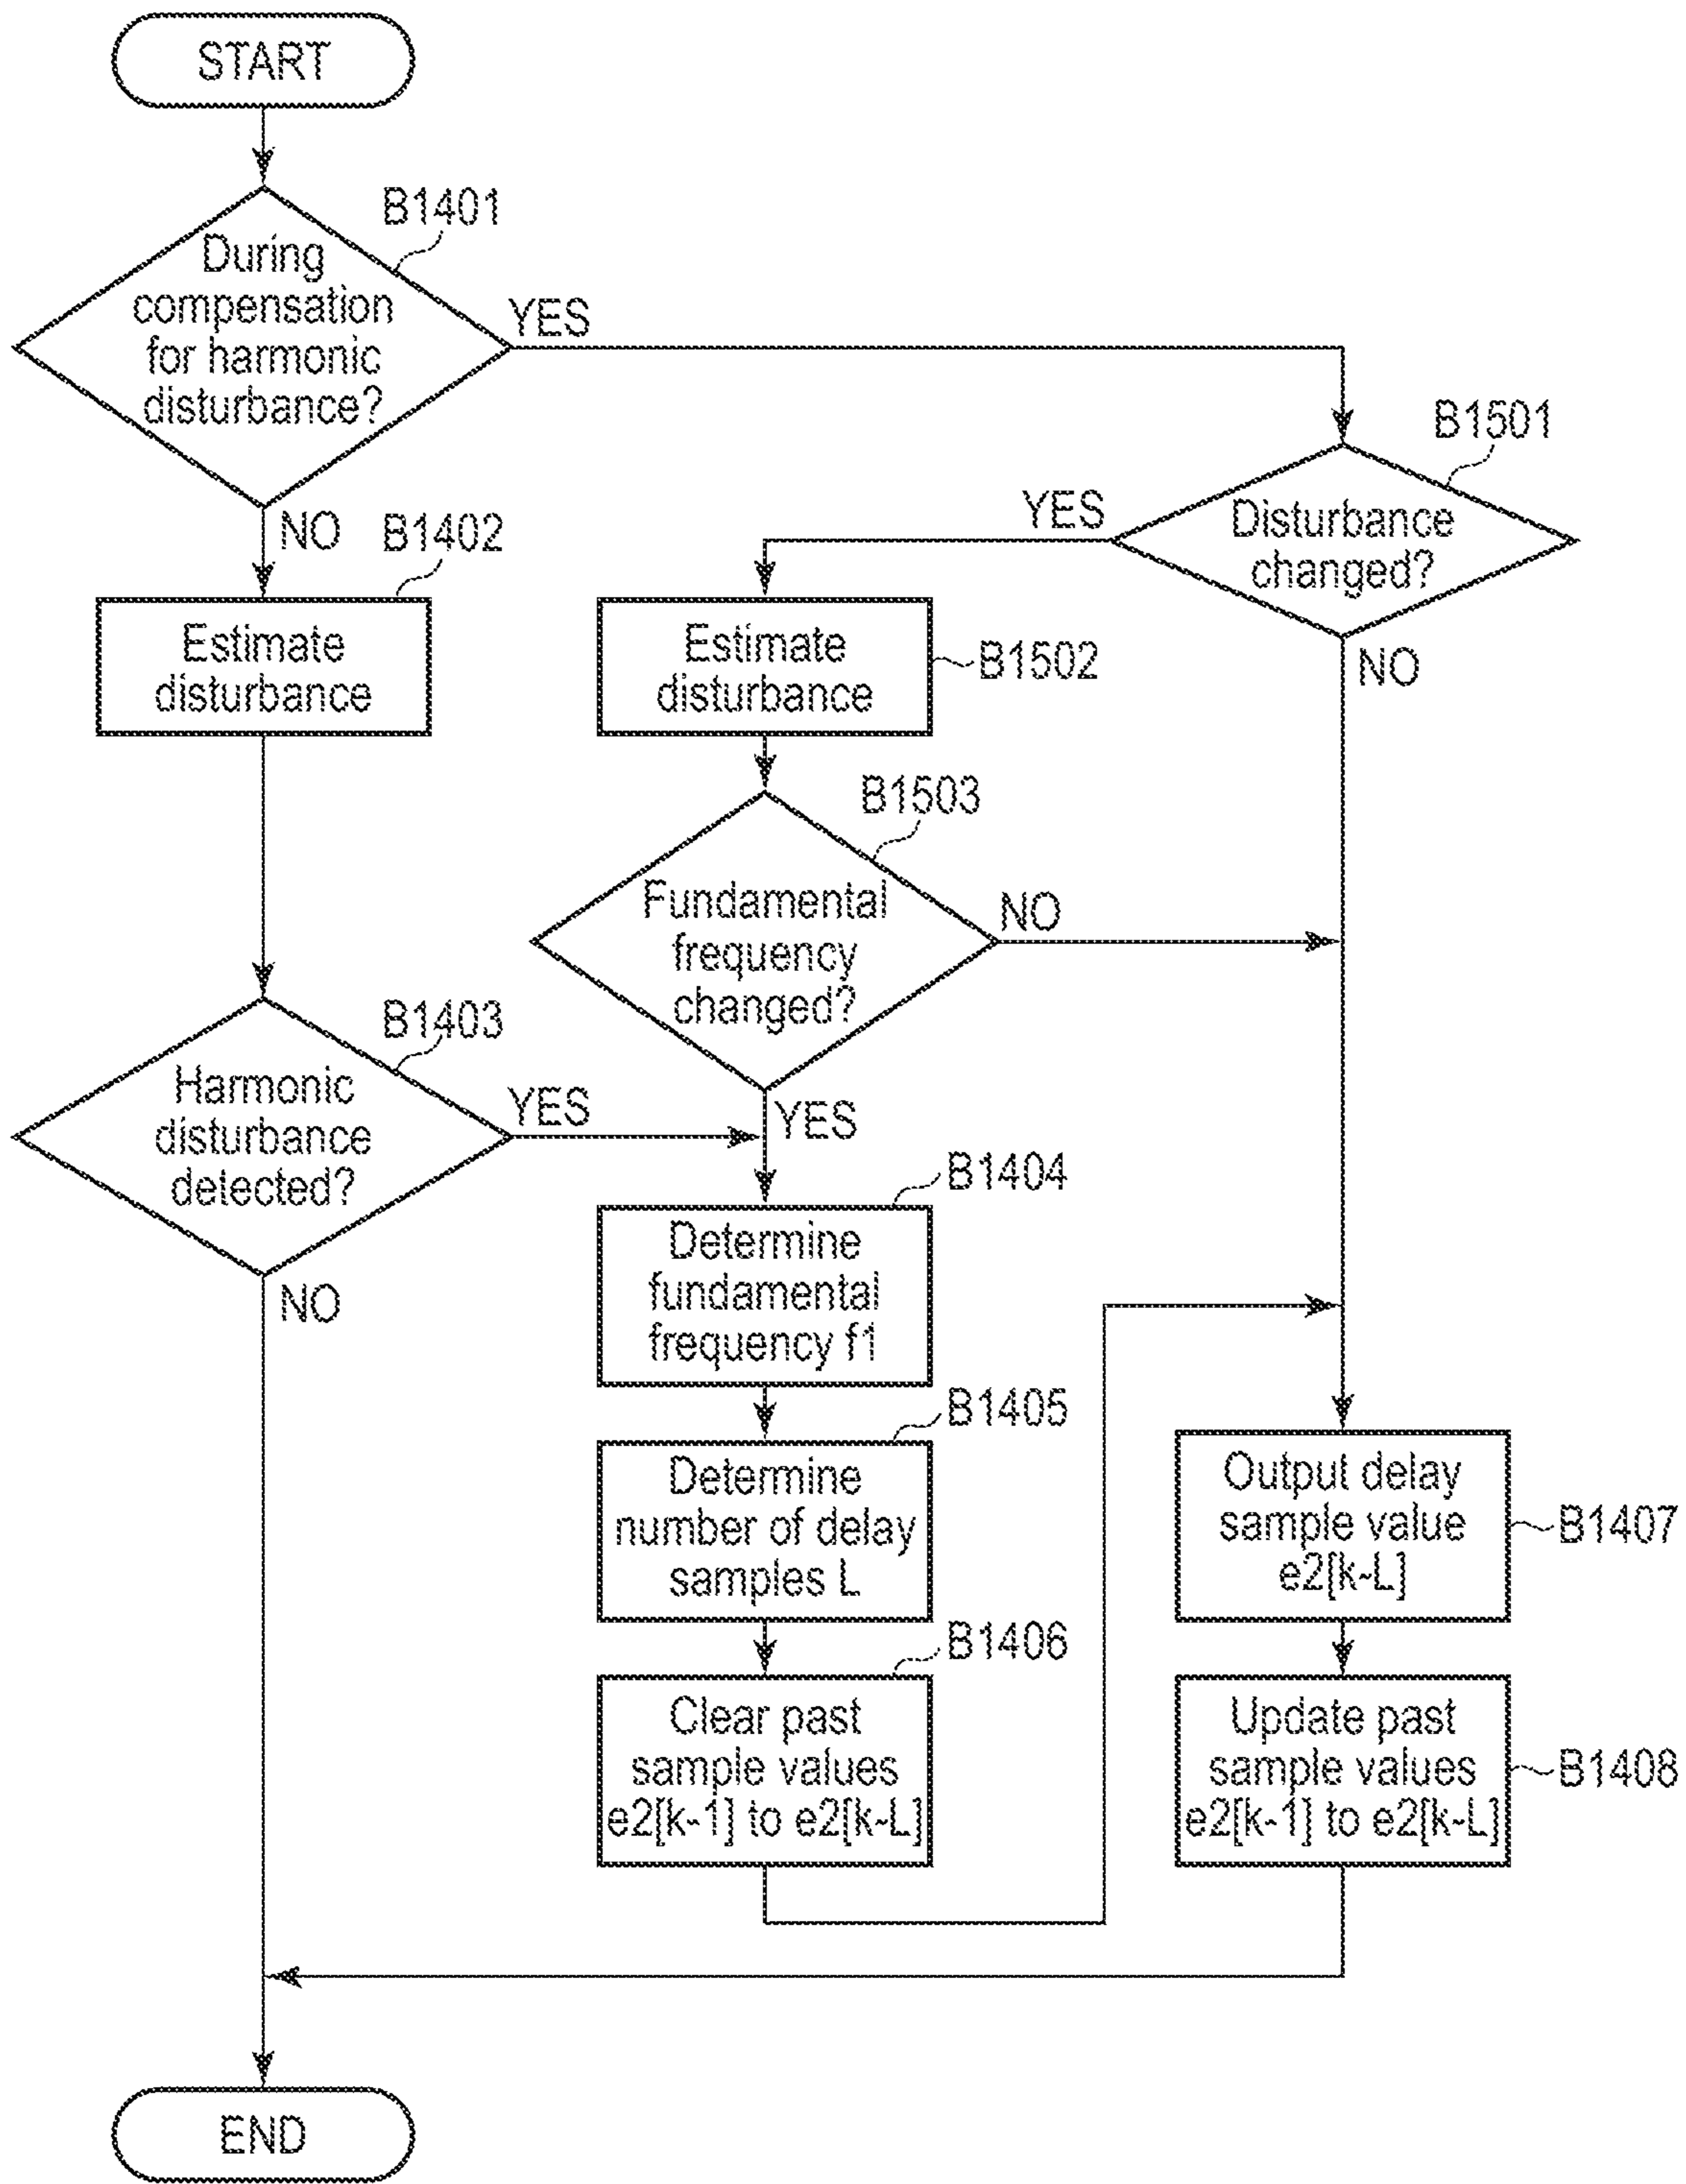 START
B1401
During
compensation
for harmonic
disturbance?
YES
NO
B1501
Disturbance
changed?
YES
NO
B1402
Estimate
disturbance
Estimate
disturbance
B1502
B1503
Fundamental
frequency
changed?
NO
YES
B1403
Harmonic
disturbance
detected?
YES
NO
B1404
Determine
fundamental
frequency f1
B1405
Determine
number of delay
samples L
B1406
Clear past
sample values
e2[k-1] to e2[k-L]
Output delay
sample value
e2[k-L]
B1407
Update past
sample values
e2[k-1] to e2[k-L]
B1408
END